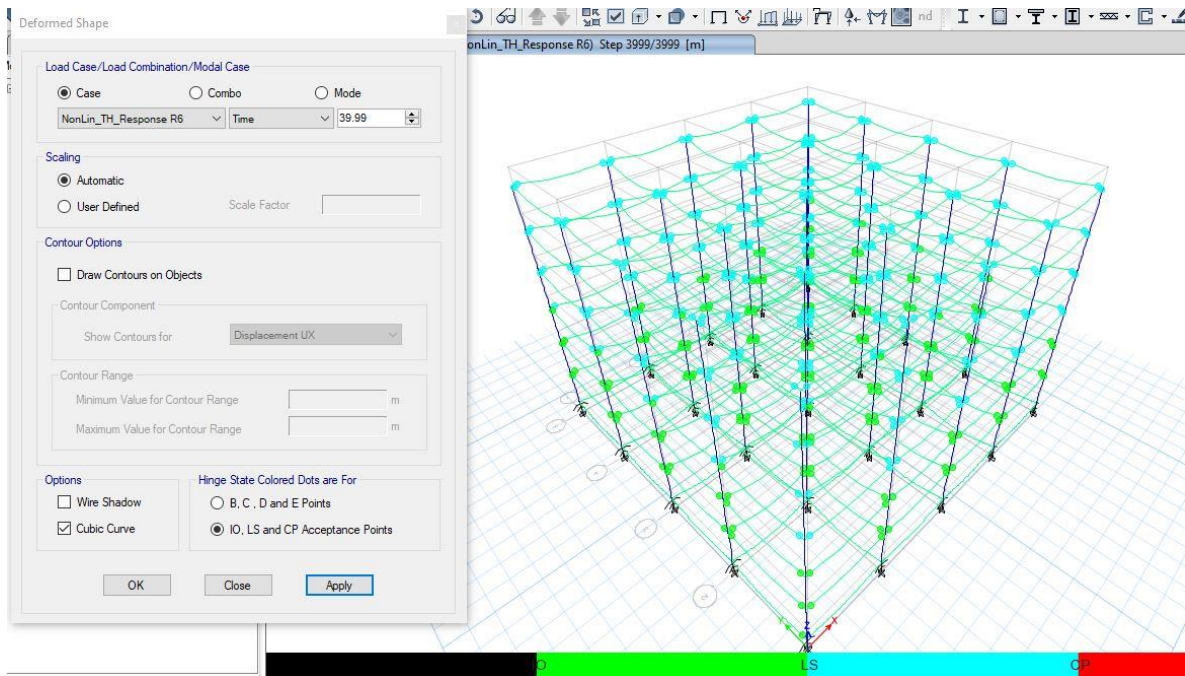 Deformed Shape
nd
onLin_TH_Response R6) Step 3999/3999 [m]
Load Case/Load Combination/Modal Case
Case Combo Mode
NonLin_TH_Response R6 Time 39.99
Scaling
Automatic
User Defined Scale Factor
Contour Options
Draw Contours on Objects
Contour Component
Show Contours for Displacement UX
Contour Range
Minimum Value for Contour Range m
Maximum Value for Contour Range m
Options
Wire Shadow
Cubic Curve
Hinge State Colored Dots are For
B, C , D and E Points
IO, LS and CP Acceptance Points
OK Close Apply
Y Z X
O LS CP